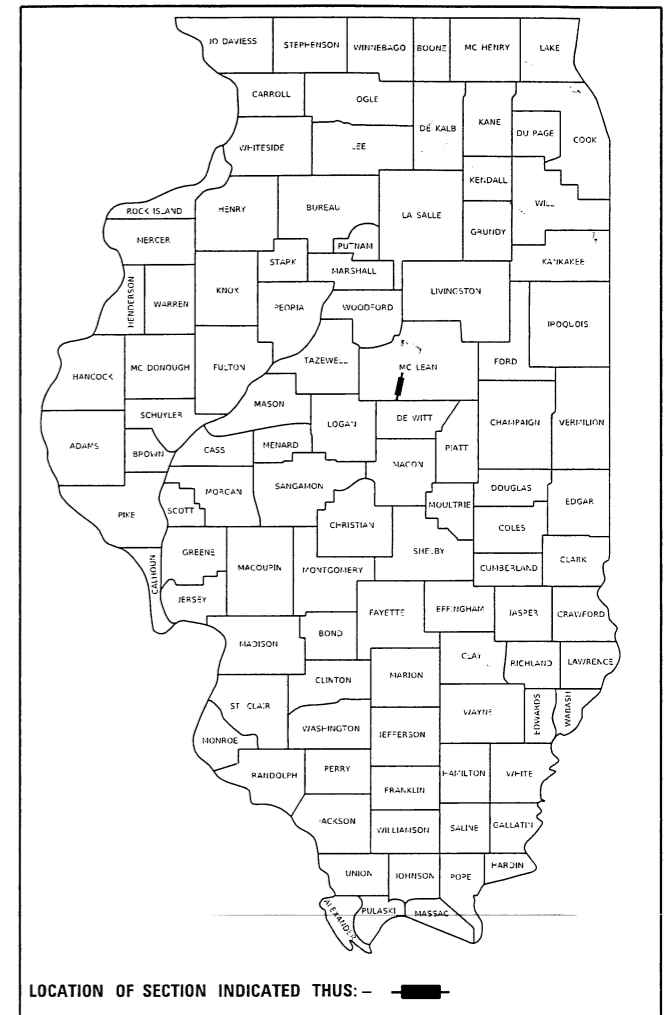 JO DAVIESS STEPHENSON WINNEBAGO BOONE MC HENRY LAKE
CARROLL OGLE
DE KALB KANE DU PAGE COOK
WHITESIDE LEE
KENDALL
ROCK ISLAND HENRY BUREAU LA SALLE WILL
MERCER PUTNAM GRUNDY
STARK MARSHALL KANKAKEE
HENDERSON WARREN KNOX PEORIA WOODFORD LIVINGSTON
IROQUOIS
HANCOCK MC DONOUGH FULTON TAZEWELL MC LEAN FORD
MASON
SCHUYLER LOGAN DE WITT CHAMPAIGN VERMILION
ADAMS BROWN CASS MENARD PIATT
MACON
MORGAN SANGAMON DOUGLAS
PIKE SCOTT CHRISTIAN MOULTRIE EDGAR
COLES
GREENE SHELBY
CALHOUN MACOUPIN MONTGOMERY CUMBERLAND CLARK
JERSEY
FAYETTE EFFINGHAM JASPER CRAWFORD
MADISON BOND
CLAY RICHLAND LAWRENCE
CLINTON MARION
ST CLAIR WAYNE EDWARDS WABASH
WASHINGTON JEFFERSON
MONROE
RANDOLPH PERRY HAMILTON WHITE
FRANKLIN
JACKSON WILLIAMSON SALINE GALLATIN
UNION JOHNSON POPE HARDIN
ALEXANDER PULASKI MASSAC
LOCATION OF SECTION INDICATED THUS: –